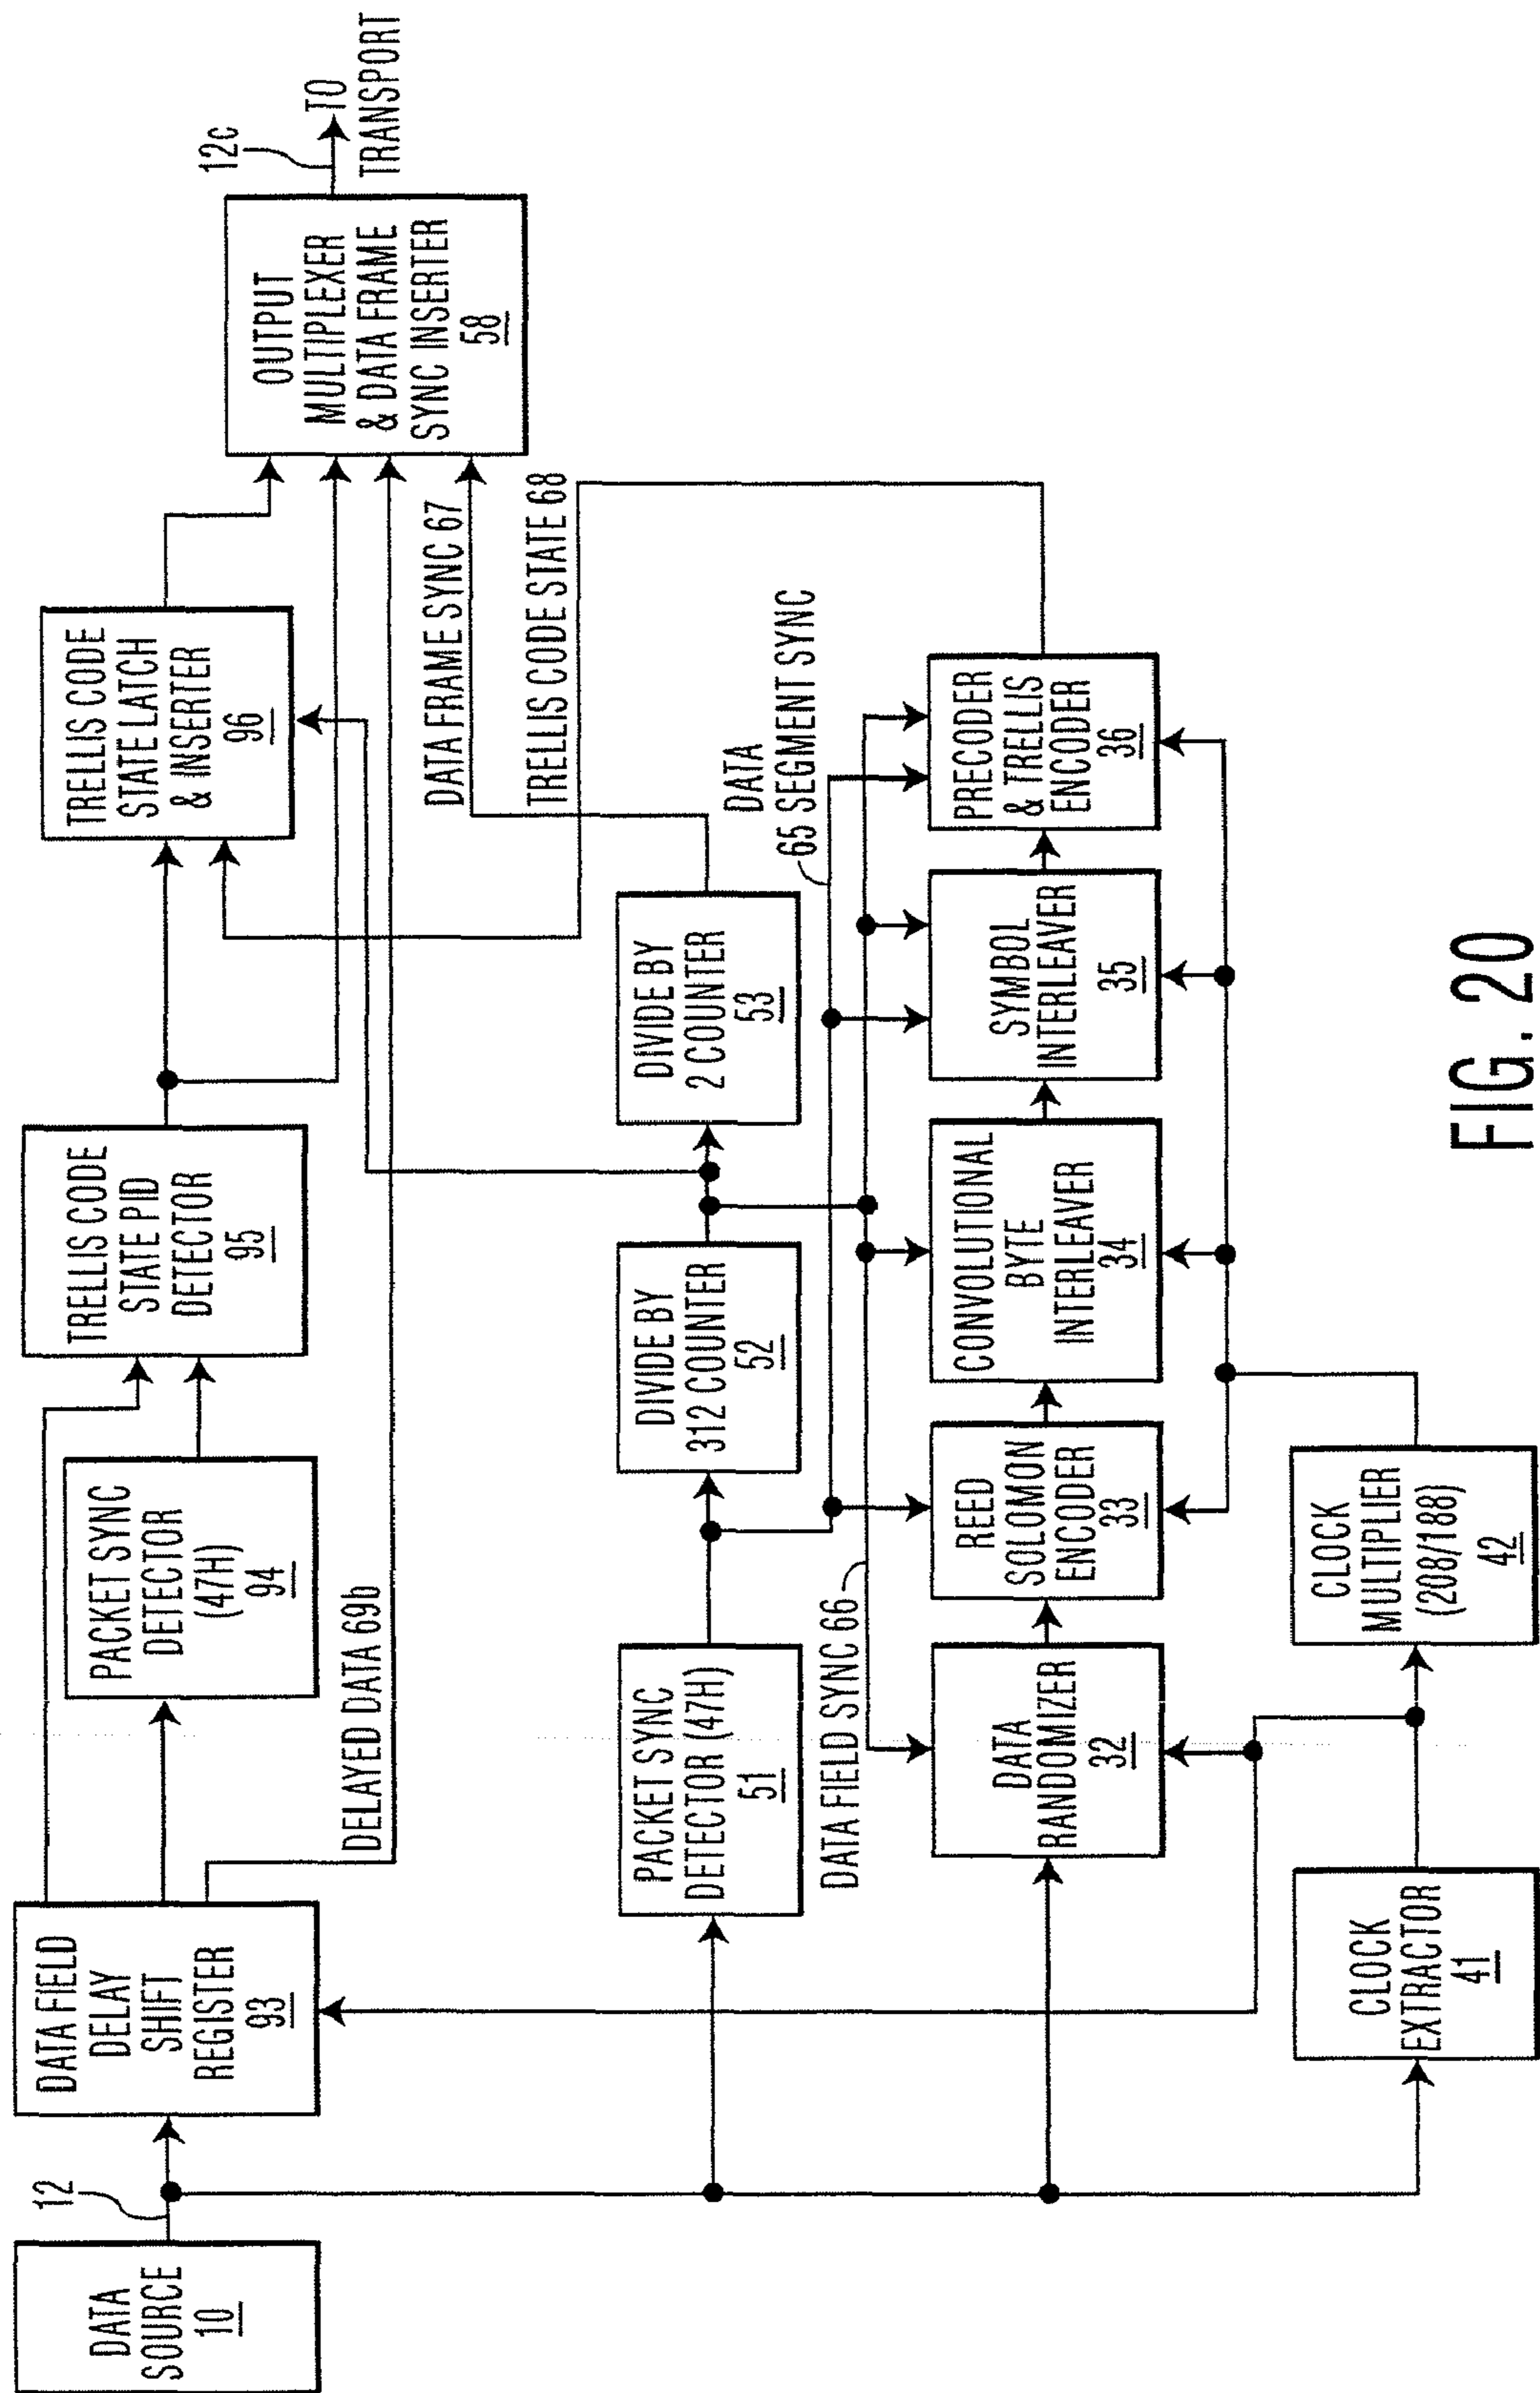 DATA
SOURCE
10
12
DATA FIELD
DELAY
SHIFT
REGISTER
93
PACKET SYNC
DETECTOR
(47H)
94
DELAYED DATA 69b
TRELLIS CODE
STATE PID
DETECTOR
95
TRELLIS CODE
STATE LATCH
& INSERTER
96
OUTPUT
MULTIPLEXER
& DATA FRAME
SYNC INSERTER
58
12c
TO
TRANSPORT
DATA FRAME SYNC 67
TRELLIS CODE STATE 68
PACKET SYNC
DETECTOR (47H)
51
DIVIDE BY
312 COUNTER
52
DIVIDE BY
2 COUNTER
53
DATA
65 SEGMENT SYNC
DATA FIELD SYNC 66
DATA
RANDOMIZER
32
REED
SOLOMON
ENCODER
33
CONVOLUTIONAL
BYTE
INTERLEAVER
34
SYMBOL
INTERLEAVER
35
PRECODER
& TRELLIS
ENCODER
36
CLOCK
EXTRACTOR
41
CLOCK
MULTIPLIER
(208/188)
42
FIG. 20